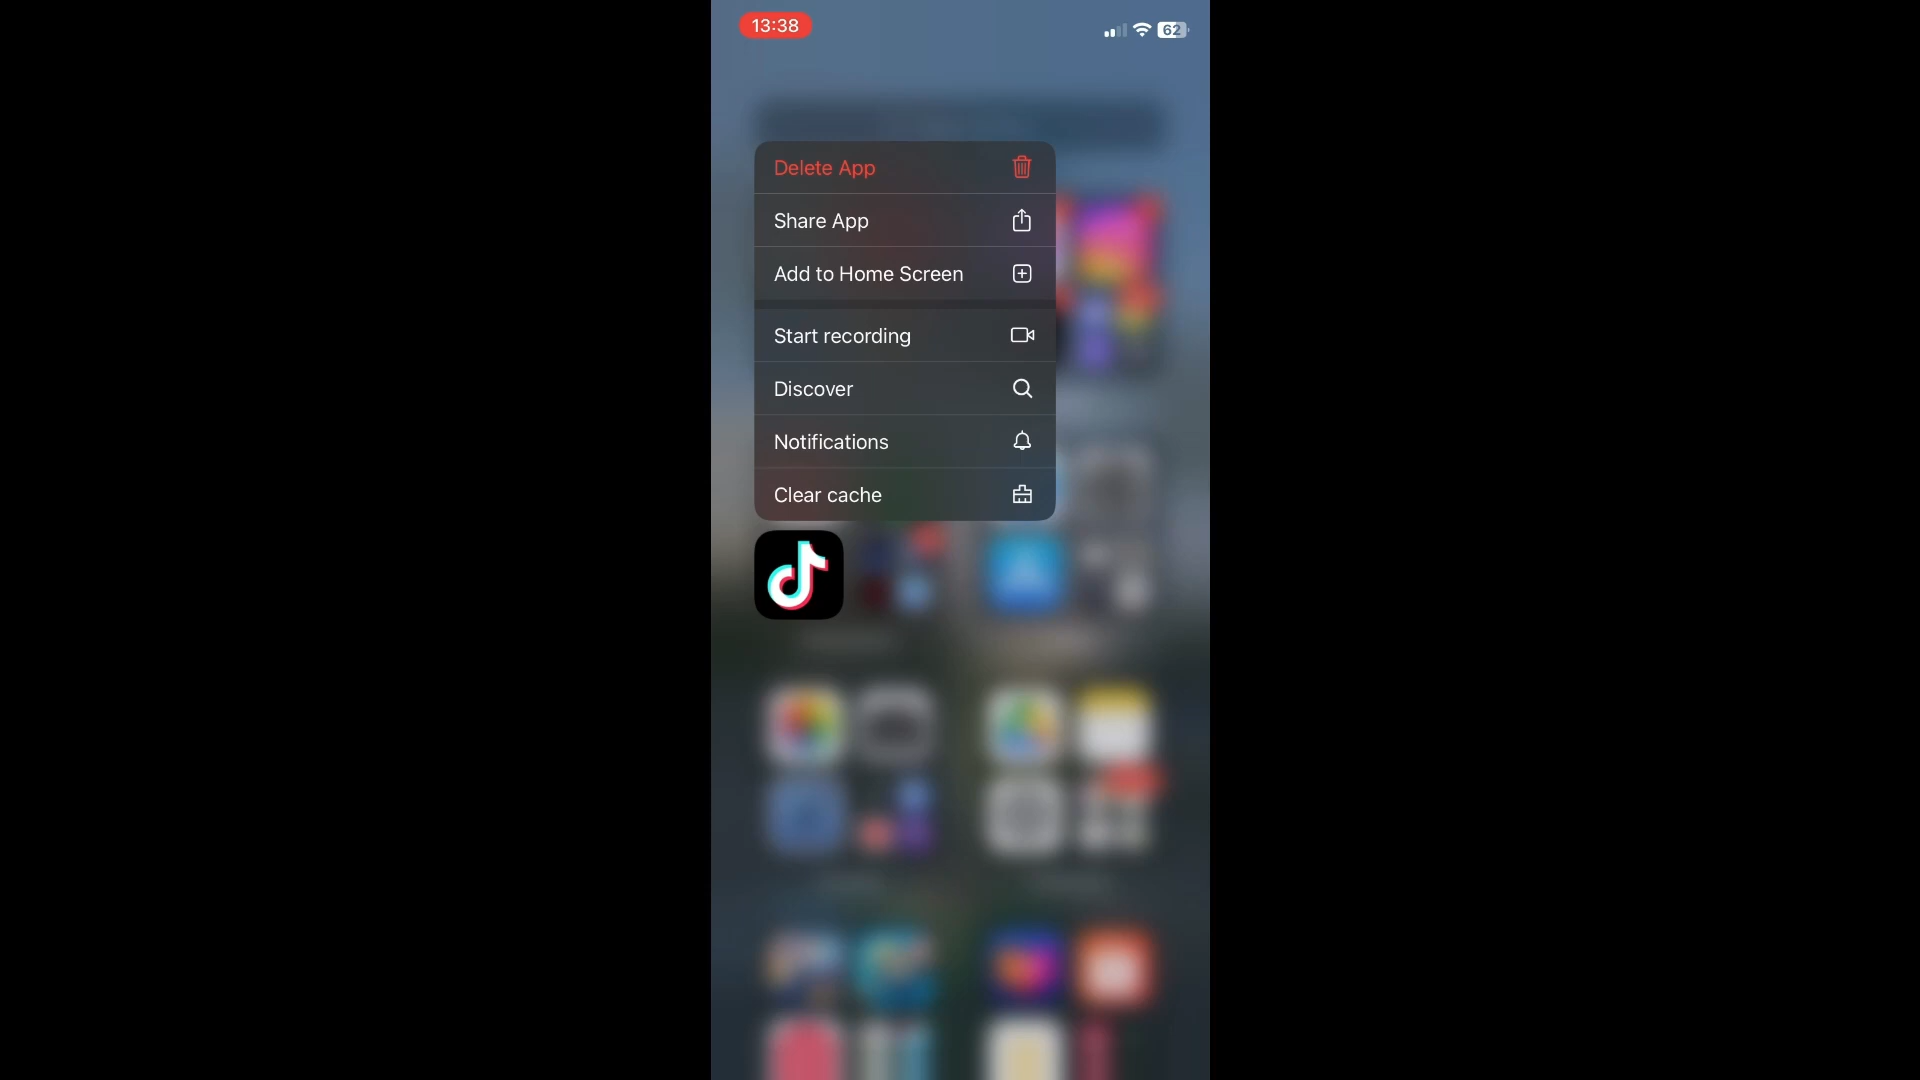 13:38
62
Delete App
Share App
Add to Home Screen
Start recording
Discover
Notifications
Clear cache